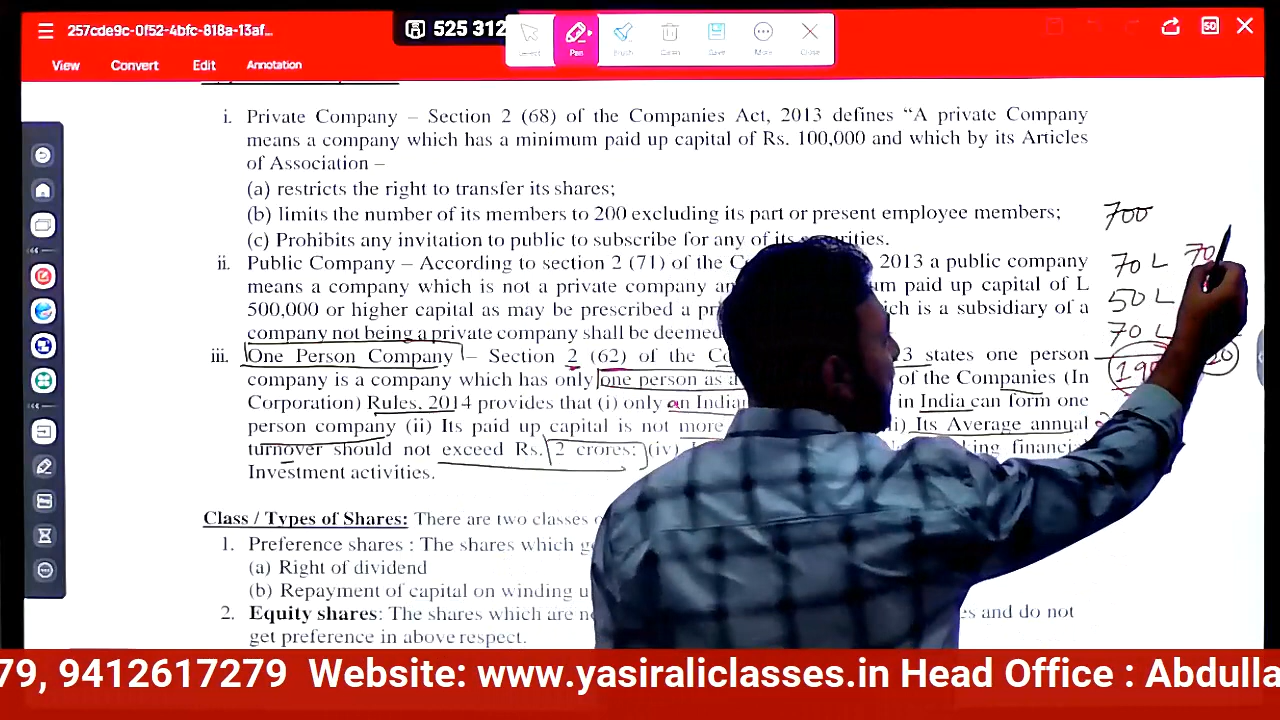 257cde9c-0f52-4bfc-818a-13af...
525 312
Select Pen Brush Clean Save More Close
50
View Convert Edit Annotation
i. Private Company – Section 2 (68) of the Companies Act, 2013 defines “A private Company
means a company which has a minimum paid up capital of Rs. 100,000 and which by its Articles
of Association –
(a) restricts the right to transfer its shares;
(b) limits the number of its members to 200 excluding its part or present employee members;
700
(c) Prohibits any invitation to public to subscribe for any of its
ii. Public Company – According to section 2 (71) of the 2013 a public company
70 L 70
means a company which is not a private company paid up capital of L
50 L
500,000 or higher capital as may be prescribed a is a subsidiary of a
company not being a private company shall be deemed
70 L
iii. One Person Company – Section 2 (62) of the states one person
company is a company which has only one person as a of the Companies (In
190
Corporation) Rules, 2014 provides that (i) only an in India can form one
person company (ii) Its paid up capital is not more Its Average annual
turnover should not exceed Rs. 2 crores; (iv) financial
Investment activities.
Class / Types of Shares: There are two classes
1. Preference shares : The shares which
(a) Right of dividend
(b) Repayment of capital on winding
2. Equity shares: The shares which are and do not
get preference in above respect.
79, 9412617279 Website: www.yasiraliclasses.in Head Office : Abdulla